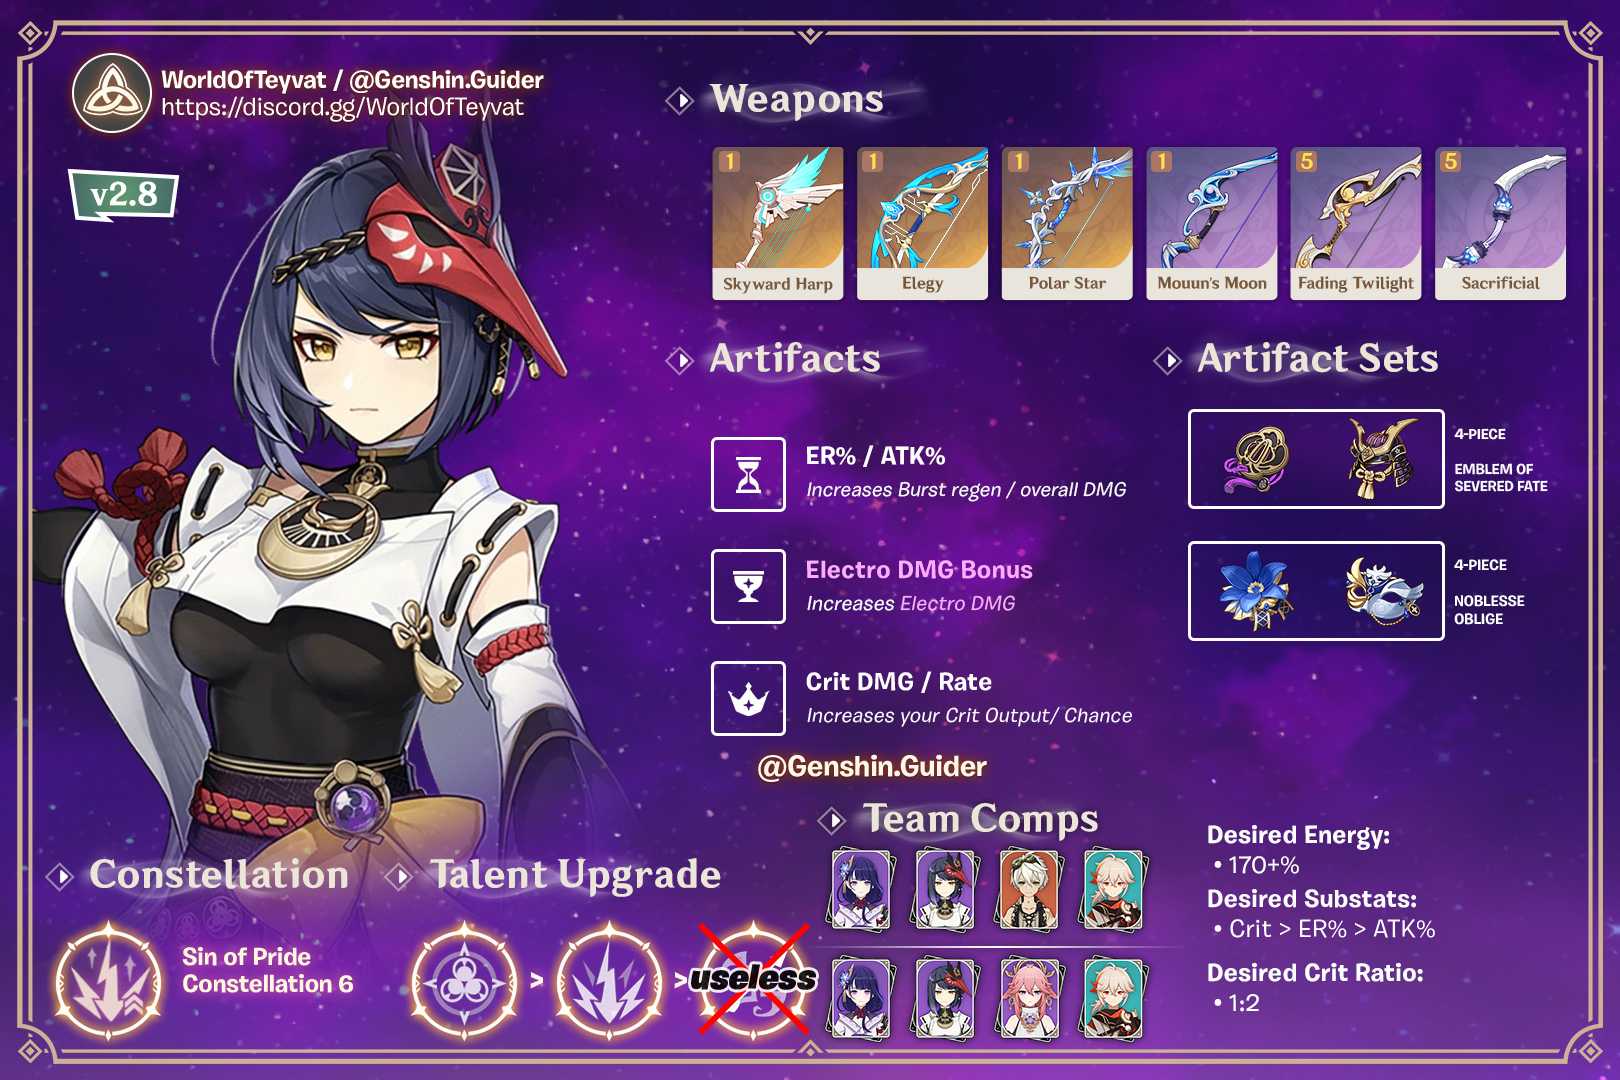 WorldOfTeyvat / @Genshin.Guider
https://discord.gg/WorldOfTeyvat
v2.8
Weapons
1
1
1
1
5
5
Skyward Harp
Elegy
Polar Star
Mouun's Moon
Fading Twilight
Sacrificial
Artifacts
ER% / ATK%
Increases Burst regen / overall DMG
Electro DMG Bonus
Increases Electro DMG
Crit DMG / Rate
Increases your Crit Output/ Chance
@Genshin.Guider
Artifact Sets
4-PIECE
EMBLEM OF
SEVERED FATE
4-PIECE
NOBLESSE
OBLIGE
Constellation
Sin of Pride
Constellation 6
Talent Upgrade
>
>
useless
Team Comps
Desired Energy:
• 170+%
Desired Substats:
• Crit > ER% > ATK%
Desired Crit Ratio:
• 1:2